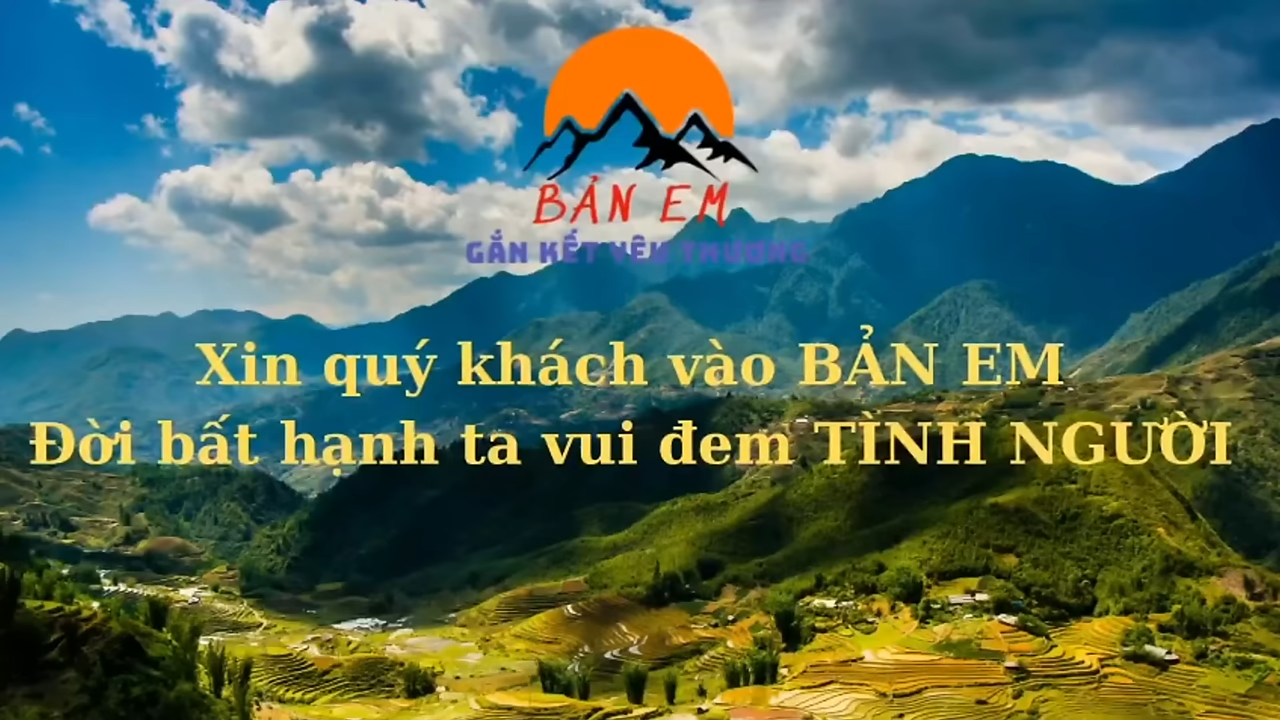 BẢN EM
GẮN KẾT YÊU THƯƠNG
Xin quý khách vào BẢN EM
Đời bất hạnh ta vui đem TÌNH NGƯỜI